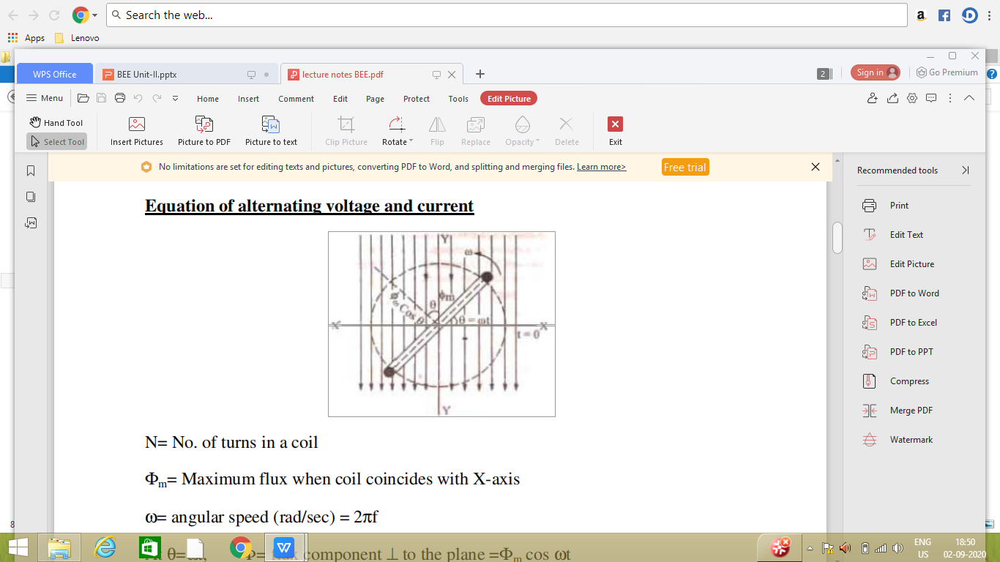 Search the web...
Apps
Lenovo
WPS Office
BEE Unit-II.pptx
lecture notes BEE.pdf
2
Sign in
Go Premium
Menu
Home
Insert
Comment
Edit
Page
Protect
Tools
Edit Picture
Hand Tool
Select Tool
Insert Pictures
Picture to PDF
Picture to text
Clip Picture
Rotate
Flip
Replace
Opacity
Delete
Exit
No limitations are set for editing texts and pictures, converting PDF to Word, and splitting and merging files. Learn more>
Free trial
Recommended tools
Print
Edit Text
Edit Picture
PDF to Word
PDF to Excel
PDF to PPT
Compress
Merge PDF
Watermark
Equation of alternating voltage and current
Y
ω
ϕm
θ
ϕm Cos θ
θ = ωt
X
X
t = 0
Y
N= No. of turns in a coil
Φm= Maximum flux when coil coincides with X-axis
ω= angular speed (rad/sec) = 2πf
component ⊥ to the plane =Φm cos ωt
8
ENG
US
18:50
02-09-2020